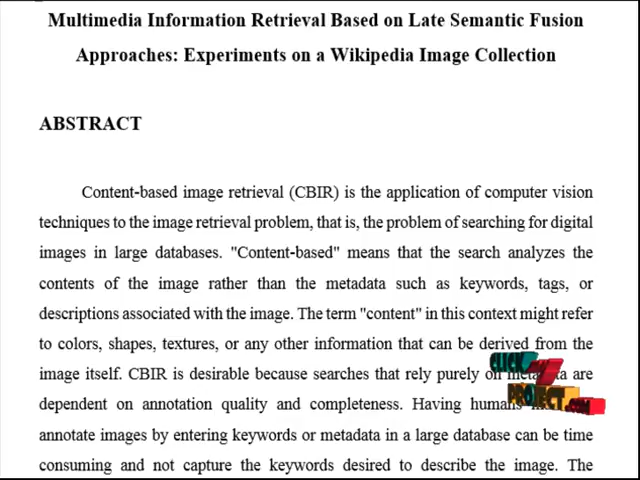 Multimedia Information Retrieval Based on Late Semantic Fusion
Approaches: Experiments on a Wikipedia Image Collection
ABSTRACT
Content-based image retrieval (CBIR) is the application of computer vision
techniques to the image retrieval problem, that is, the problem of searching for digital
images in large databases. "Content-based" means that the search analyzes the
contents of the image rather than the metadata such as keywords, tags, or
descriptions associated with the image. The term "content" in this context might refer
to colors, shapes, textures, or any other information that can be derived from the
image itself. CBIR is desirable because searches that rely purely on are
dependent on annotation quality and completeness. Having humans
annotate images by entering keywords or metadata in a large database can be time
consuming and not capture the keywords desired to describe the image. The
CLICK
MY
PROJECT.COM